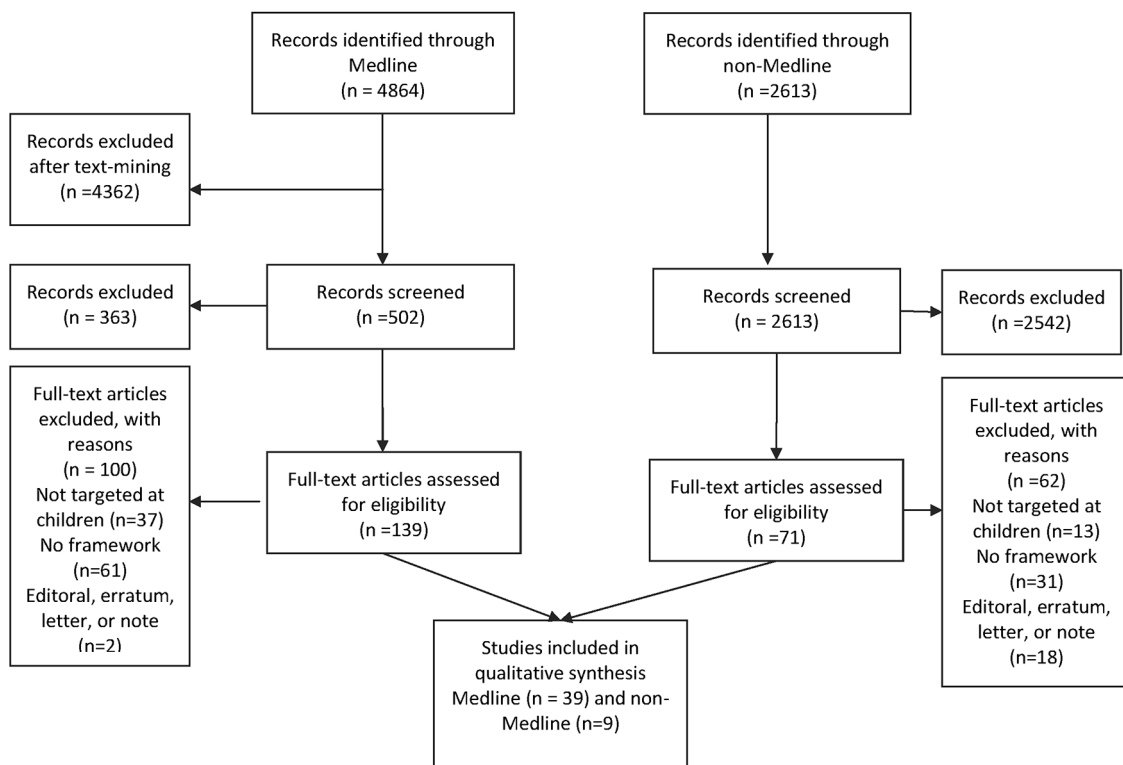 Records identified through
Medline
(n = 4864)
Records identified through
non-Medline
(n =2613)
Records excluded
after text-mining
(n =4362)
Records excluded
(n = 363)
Records screened
(n =502)
Records screened
(n = 2613)
Records excluded
(n =2542)
Full-text articles
excluded, with
reasons
(n = 100)
Not targeted at
children (n=37)
No framework
(n=61)
Editoral, erratum,
letter, or note
(n=2)
Full-text articles assessed
for eligibility
(n =139)
Full-text articles assessed
for eligibility
(n =71)
Full-text articles
excluded, with
reasons
(n =62)
Not targeted at
children (n=13)
No framework
(n=31)
Editoral, erratum,
letter, or note
(n=18)
Studies included in
qualitative synthesis
Medline (n = 39) and non-
Medline (n=9)